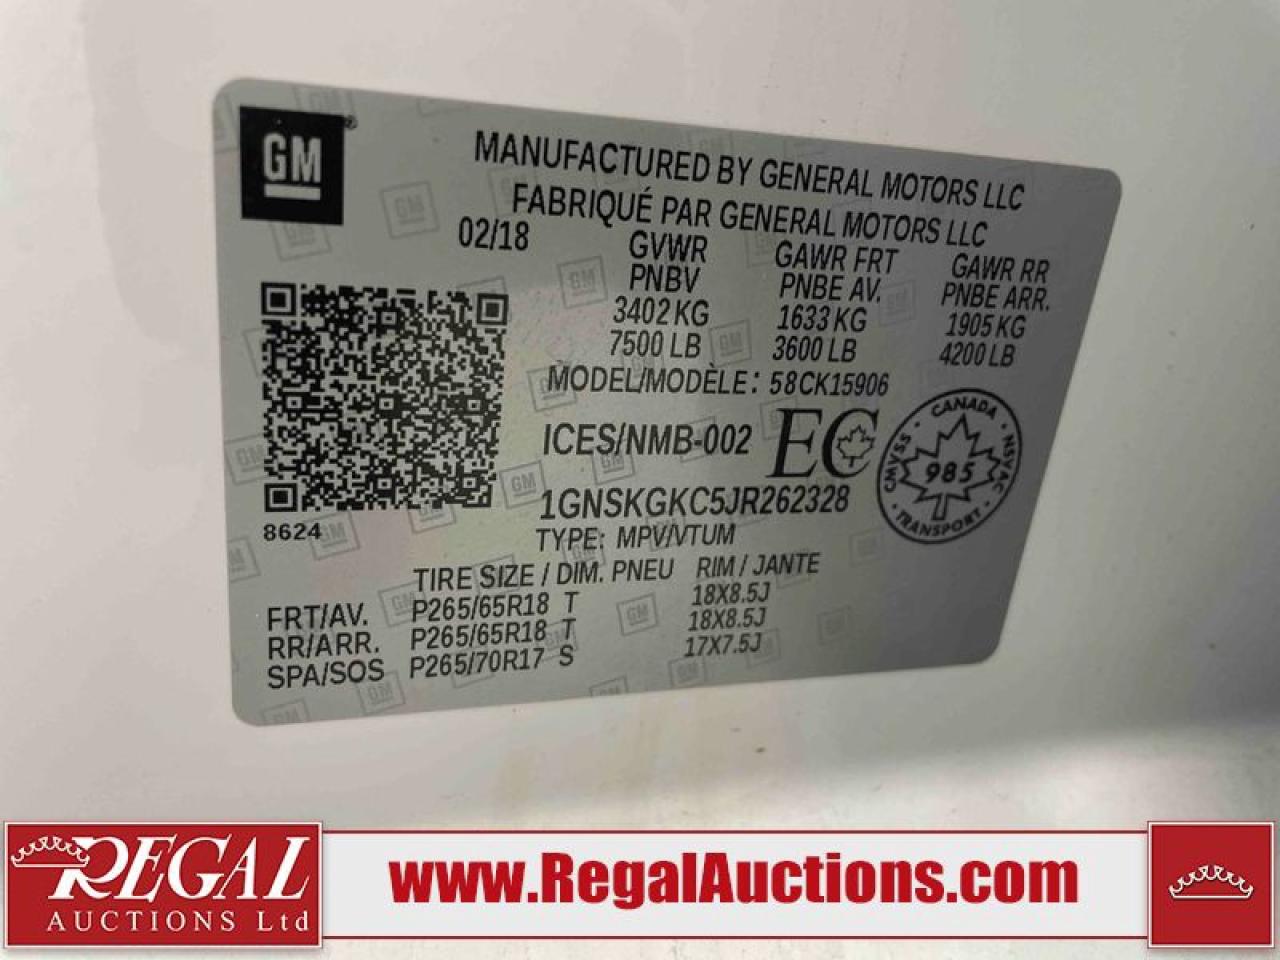 GM
MANUFACTURED BY GENERAL MOTORS LLC
FABRIQUÉ PAR GENERAL MOTORS LLC
02/18
GVWR GAWR FRT GAWR RR
PNBV PNBE AV. PNBE ARR.
3402 KG 1633 KG 1905 KG
7500 LB 3600 LB 4200 LB
MODEL/MODÈLE: 58CK15906
ICES/NMB-002 EC
CANADA
CMVSS 985 NSVAC
TRANSPORT
1GNSKGKC5JR262328
8624
TYPE: MPV/VTUM
TIRE SIZE / DIM. PNEU RIM / JANTE
FRT/AV. P265/65R18 T 18X8.5J
RR/ARR. P265/65R18 T 18X8.5J
SPA/SOS P265/70R17 S 17X7.5J
REGAL
AUCTIONS Ltd
www.RegalAuctions.com